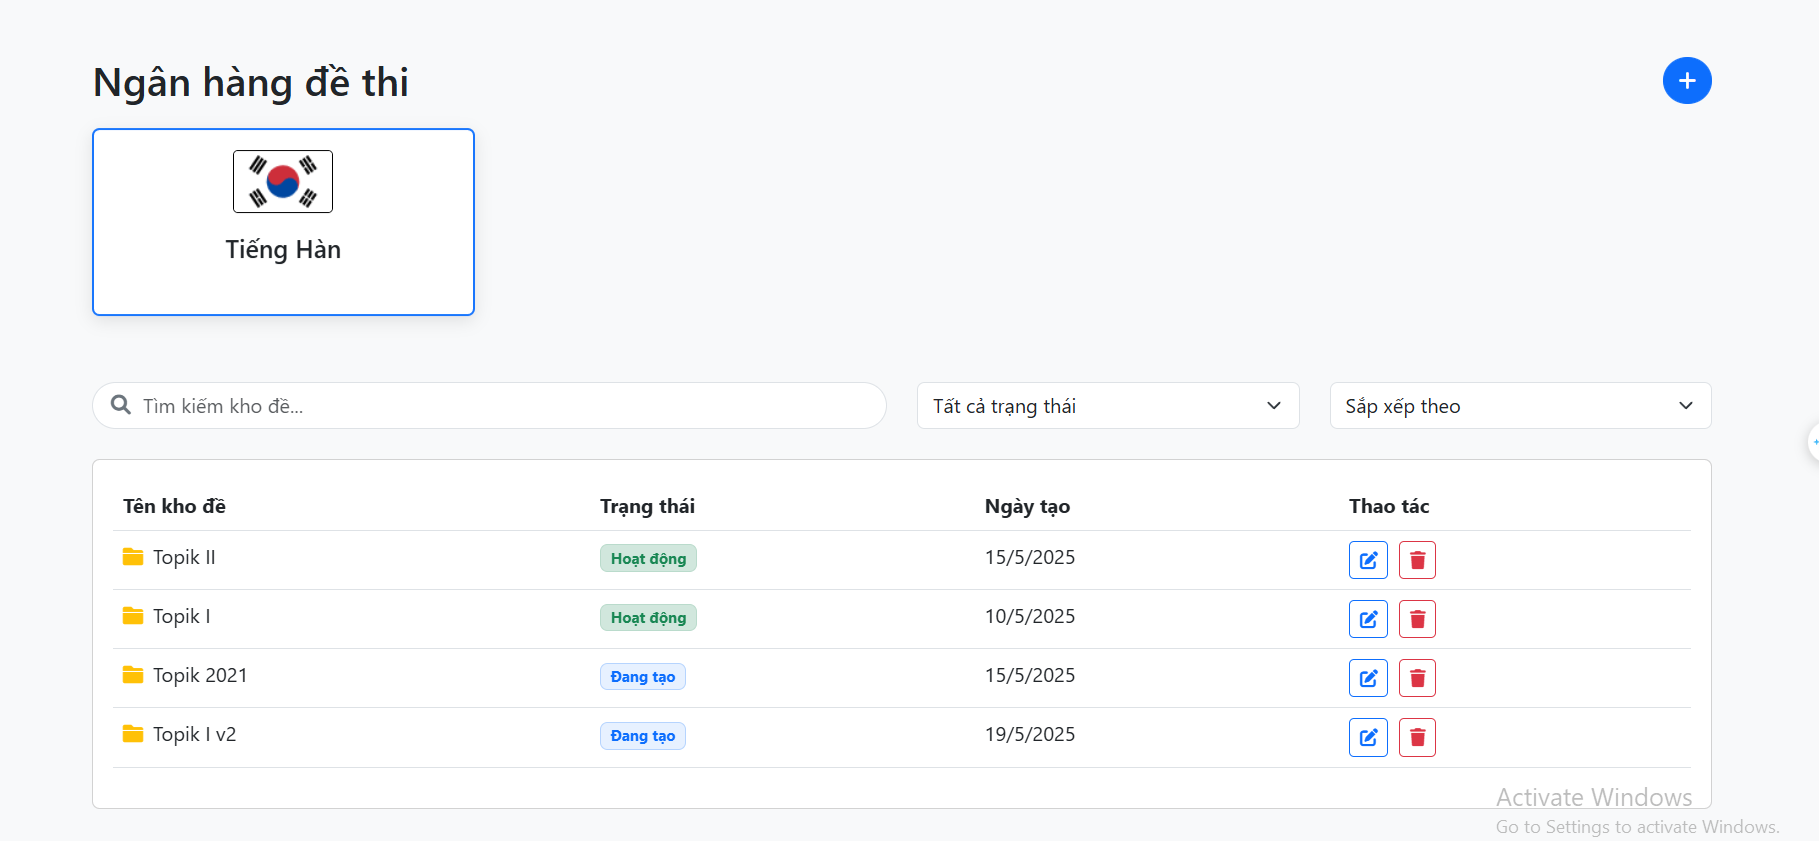 Ngân hàng đề thi
Tiếng Hàn
Tìm kiếm kho đề...
Tất cả trạng thái
Sắp xếp theo
Tên kho đề Trạng thái Ngày tạo Thao tác
Topik II Hoạt động 15/5/2025
Topik I Hoạt động 10/5/2025
Topik 2021 Đang tạo 15/5/2025
Topik I v2 Đang tạo 19/5/2025
Activate Windows
Go to Settings to activate Windows.